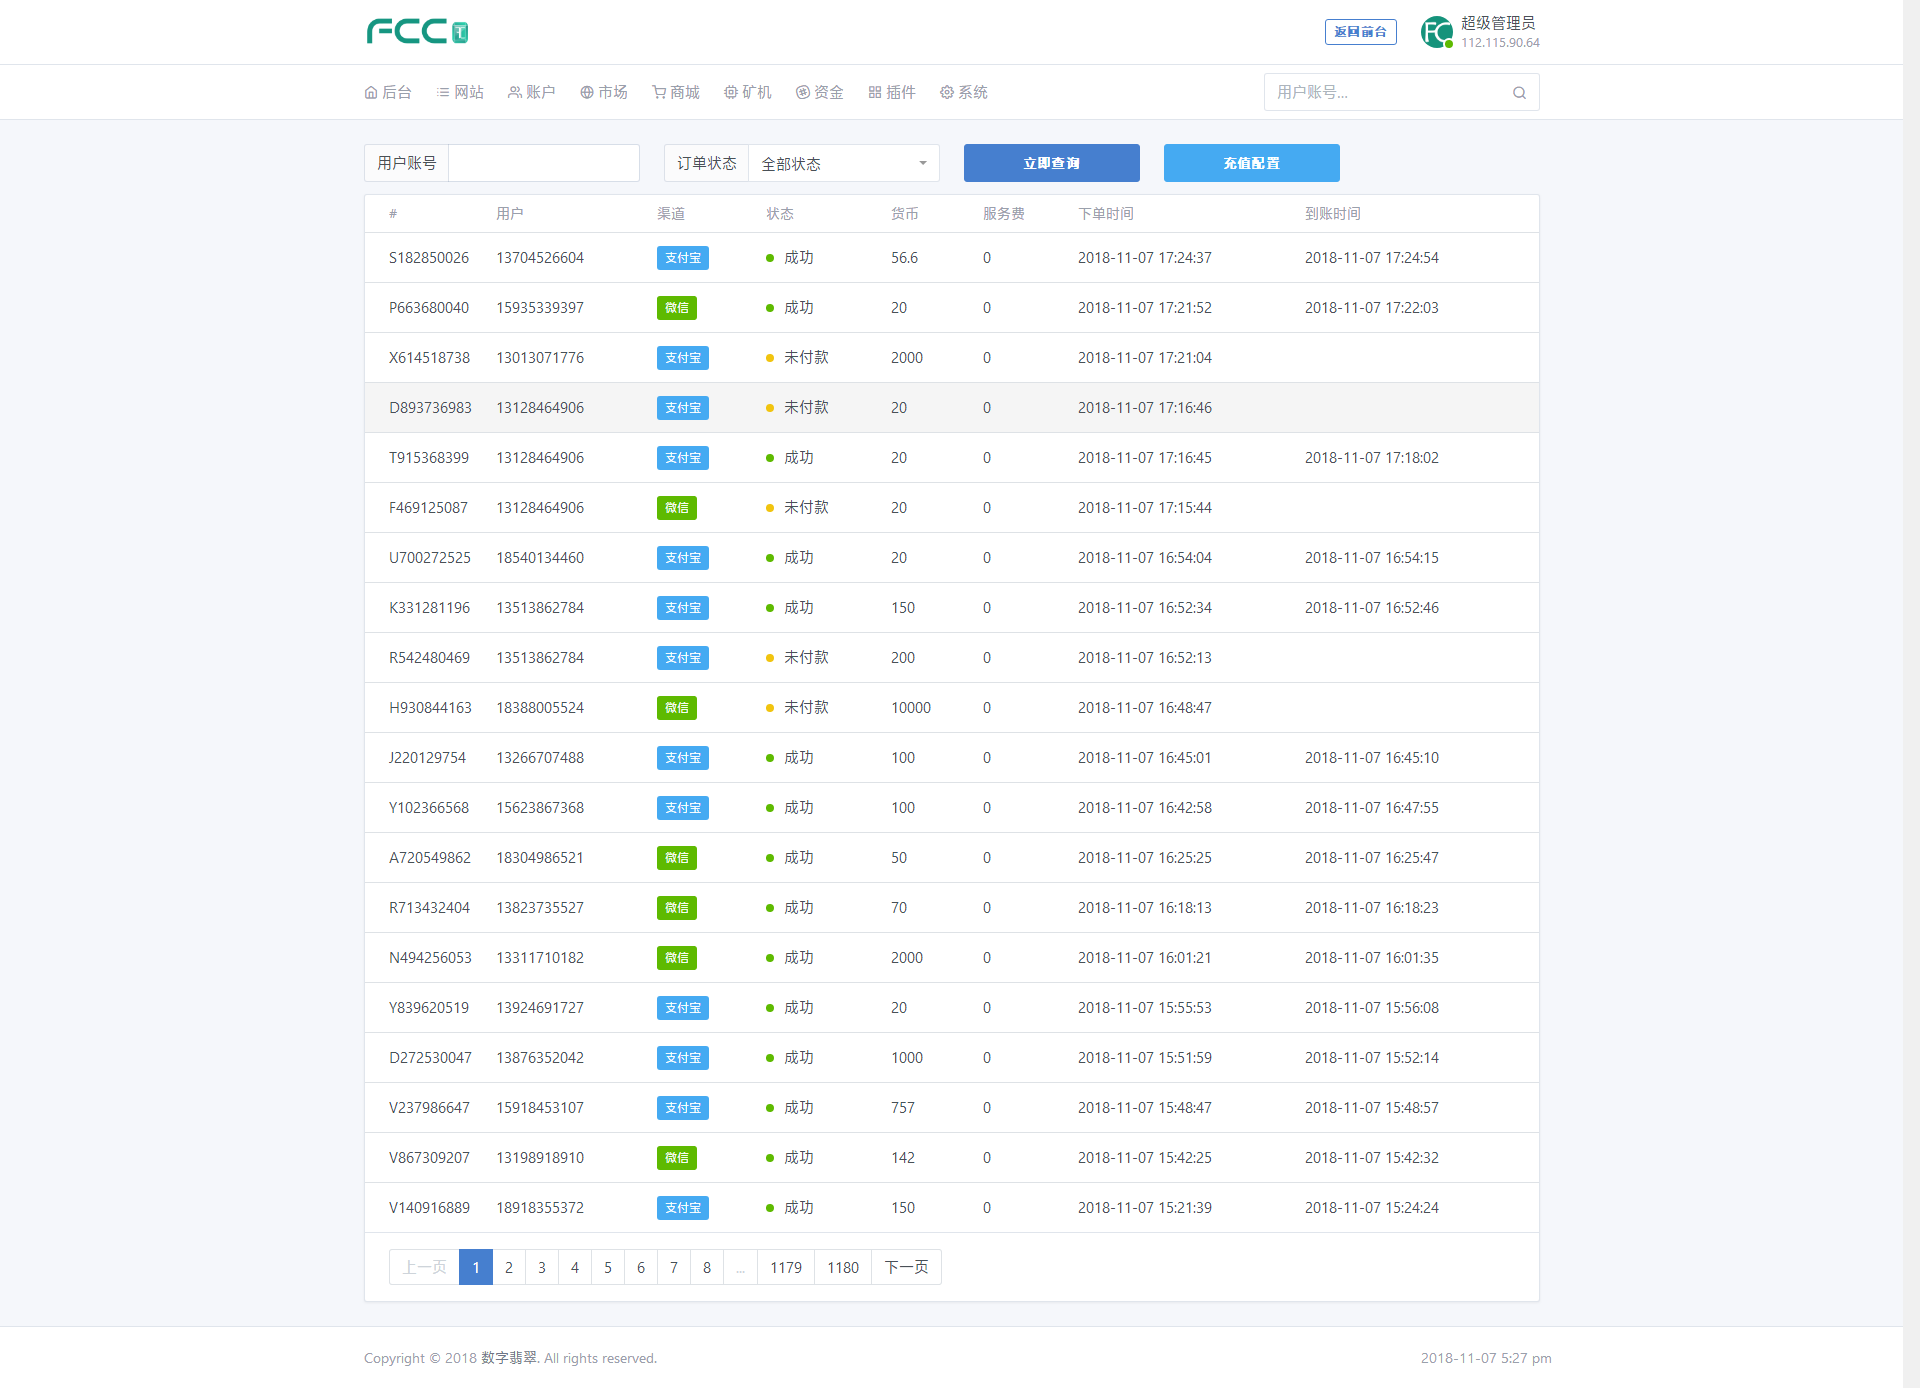 FCC
返回前台
超级管理员
112.115.90.64
后台 网站 账户 市场 商城 矿机 资金 插件 系统 用户账号...
用户账号 订单状态 全部状态 立即查询 充值配置
# 用户 渠道 状态 货币 服务费 下单时间 到账时间
S182850026 13704526604 支付宝 成功 56.6 0 2018-11-07 17:24:37 2018-11-07 17:24:54
P663680040 15935339397 微信 成功 20 0 2018-11-07 17:21:52 2018-11-07 17:22:03
X614518738 13013071776 支付宝 未付款 2000 0 2018-11-07 17:21:04
D893736983 13128464906 支付宝 未付款 20 0 2018-11-07 17:16:46
T915368399 13128464906 支付宝 成功 20 0 2018-11-07 17:16:45 2018-11-07 17:18:02
F469125087 13128464906 微信 未付款 20 0 2018-11-07 17:15:44
U700272525 18540134460 支付宝 成功 20 0 2018-11-07 16:54:04 2018-11-07 16:54:15
K331281196 13513862784 支付宝 成功 150 0 2018-11-07 16:52:34 2018-11-07 16:52:46
R542480469 13513862784 支付宝 未付款 200 0 2018-11-07 16:52:13
H930844163 18388005524 微信 未付款 10000 0 2018-11-07 16:48:47
J220129754 13266707488 支付宝 成功 100 0 2018-11-07 16:45:01 2018-11-07 16:45:10
Y102366568 15623867368 支付宝 成功 100 0 2018-11-07 16:42:58 2018-11-07 16:47:55
A720549862 18304986521 微信 成功 50 0 2018-11-07 16:25:25 2018-11-07 16:25:47
R713432404 13823735527 微信 成功 70 0 2018-11-07 16:18:13 2018-11-07 16:18:23
N494256053 13311710182 微信 成功 2000 0 2018-11-07 16:01:21 2018-11-07 16:01:35
Y839620519 13924691727 支付宝 成功 20 0 2018-11-07 15:55:53 2018-11-07 15:56:08
D272530047 13876352042 支付宝 成功 1000 0 2018-11-07 15:51:59 2018-11-07 15:52:14
V237986647 15918453107 支付宝 成功 757 0 2018-11-07 15:48:47 2018-11-07 15:48:57
V867309207 13198918910 微信 成功 142 0 2018-11-07 15:42:25 2018-11-07 15:42:32
V140916889 18918355372 支付宝 成功 150 0 2018-11-07 15:21:39 2018-11-07 15:24:24
上一页 1 2 3 4 5 6 7 8 ... 1179 1180 下一页
Copyright © 2018 数字翡翠. All rights reserved. 2018-11-07 5:27 pm